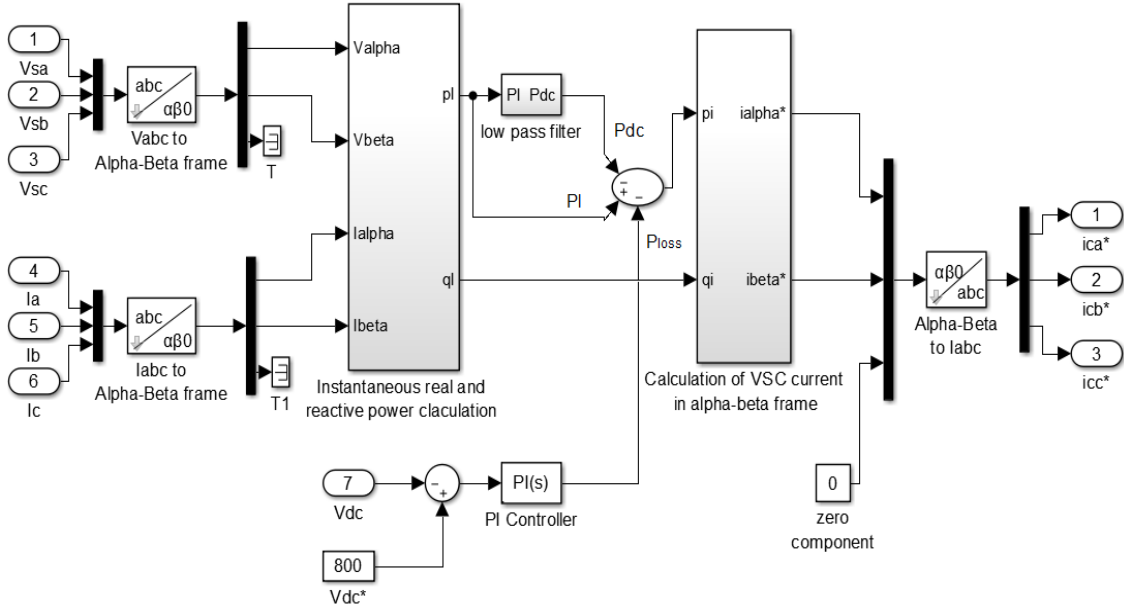 1
Vsa
2
Vsb
3
Vsc
abc
αβ0
Vabc to
Alpha-Beta frame
T
4
Ia
5
Ib
6
Ic
abc
αβ0
Iabc to
Alpha-Beta frame
T1
Valpha
Vbeta
Ialpha
Ibeta
pl
ql
Instantaneous real and
reactive power claculation
Pl Pdc
low pass filter
Pdc
Pl
Ploss
−
+
−
7
Vdc
800
Vdc*
−
+
PI(s)
PI Controller
pi
qi
ialpha*
ibeta*
Calculation of VSC current
in alpha-beta frame
0
zero
component
αβ0
abc
Alpha-Beta
to Iabc
1
ica*
2
icb*
3
icc*